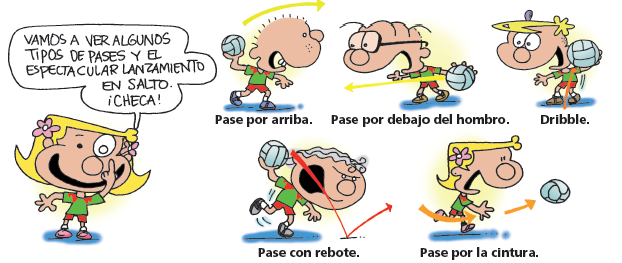 VAMOS A VER ALGUNOS
TIPOS DE PASES Y EL
ESPECTACULAR LANZAMIENTO
EN SALTO.
¡CHECA!
Pase por arriba.
Pase por debajo del hombro.
Dribble.
Pase con rebote.
Pase por la cintura.